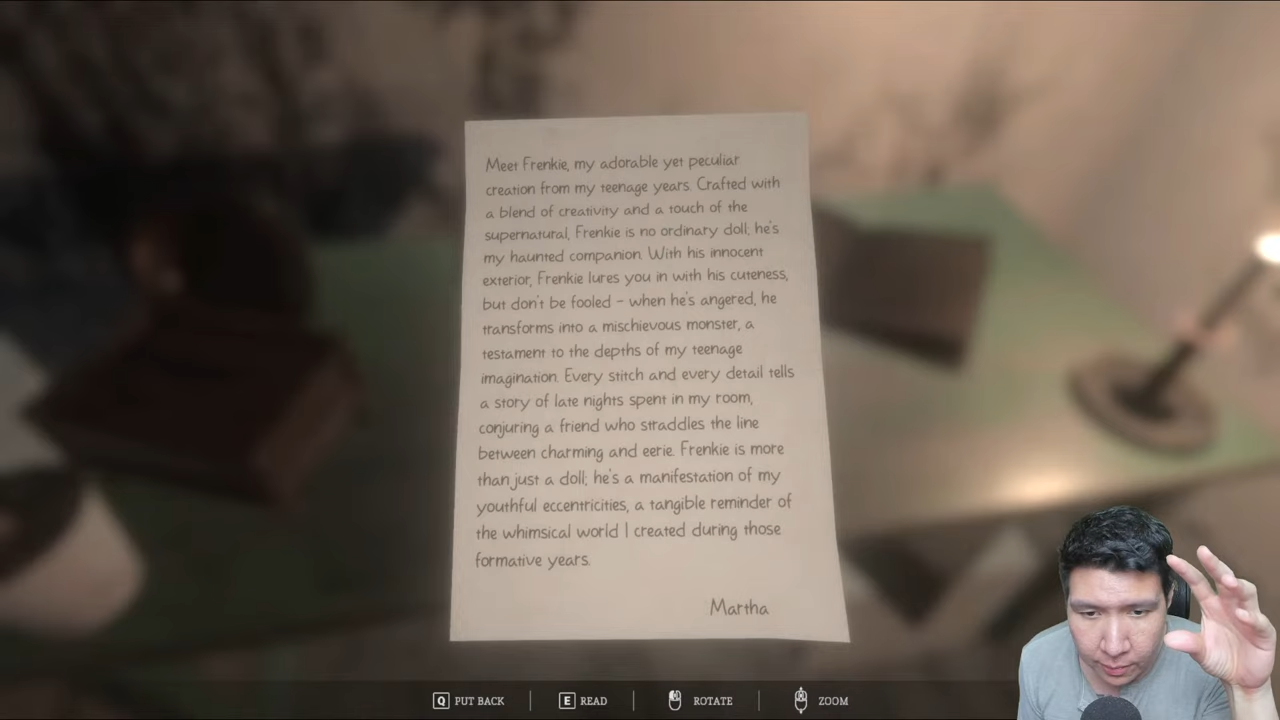 Meet Frenkie, my adorable yet peculiar
creation from my teenage years. Crafted with
a blend of creativity and a touch of the
supernatural, Frenkie is no ordinary doll; he's
my haunted companion. With his innocent
exterior, Frenkie lures you in with his cuteness,
but don't be fooled – when he's angered, he
transforms into a mischievous monster, a
testament to the depths of my teenage
imagination. Every stitch and every detail tells
a story of late nights spent in my room,
conjuring a friend who straddles the line
between charming and eerie. Frenkie is more
than just a doll; he's a manifestation of my
youthful eccentricities, a tangible reminder of
the whimsical world I created during those
formative years.
Martha
Q PUT BACK E READ ROTATE ZOOM